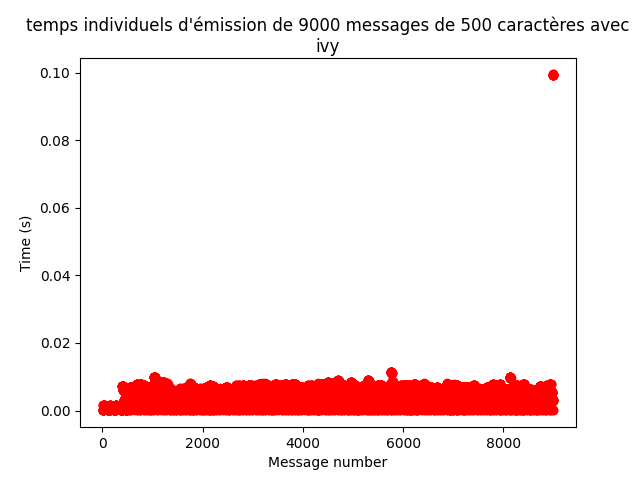 temps individuels d'émission de 9000 messages de 500 caractères avec
ivy
0.10
0.08
0.06
0.04
0.02
0.00
Time (s)
0 2000 4000 6000 8000
Message number